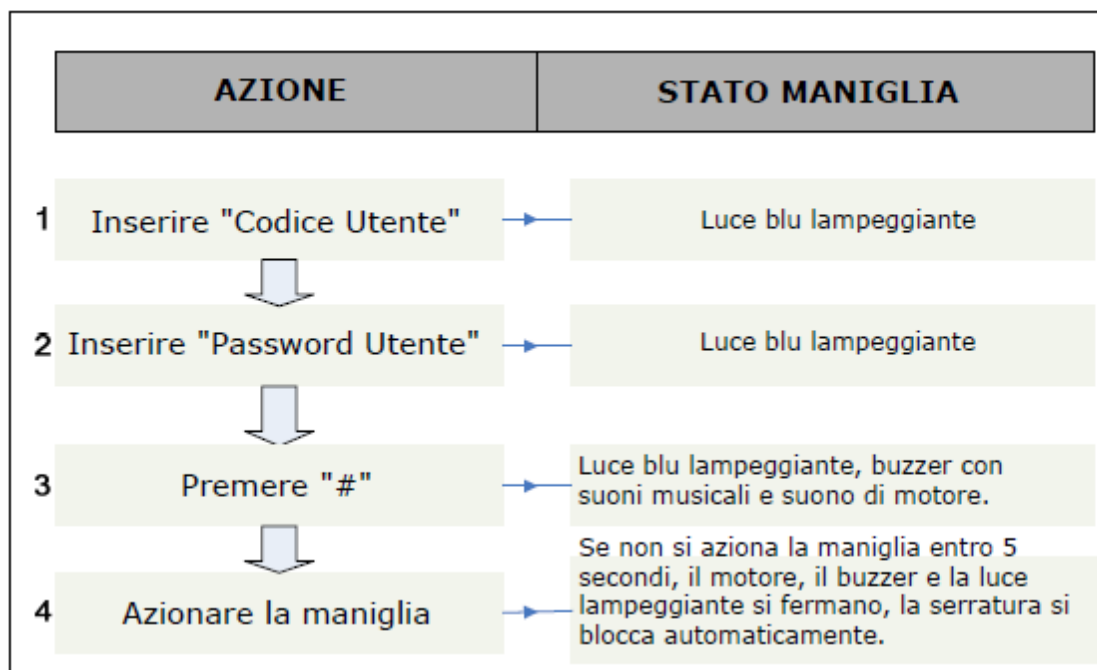 AZIONE STATO MANIGLIA
1 Inserire "Codice Utente" Luce blu lampeggiante
2 Inserire "Password Utente" Luce blu lampeggiante
3 Premere "#" Luce blu lampeggiante, buzzer con
suoni musicali e suono di motore.
4 Azionare la maniglia Se non si aziona la maniglia entro 5
secondi, il motore, il buzzer e la luce
lampeggiante si fermano, la serratura si
blocca automaticamente.